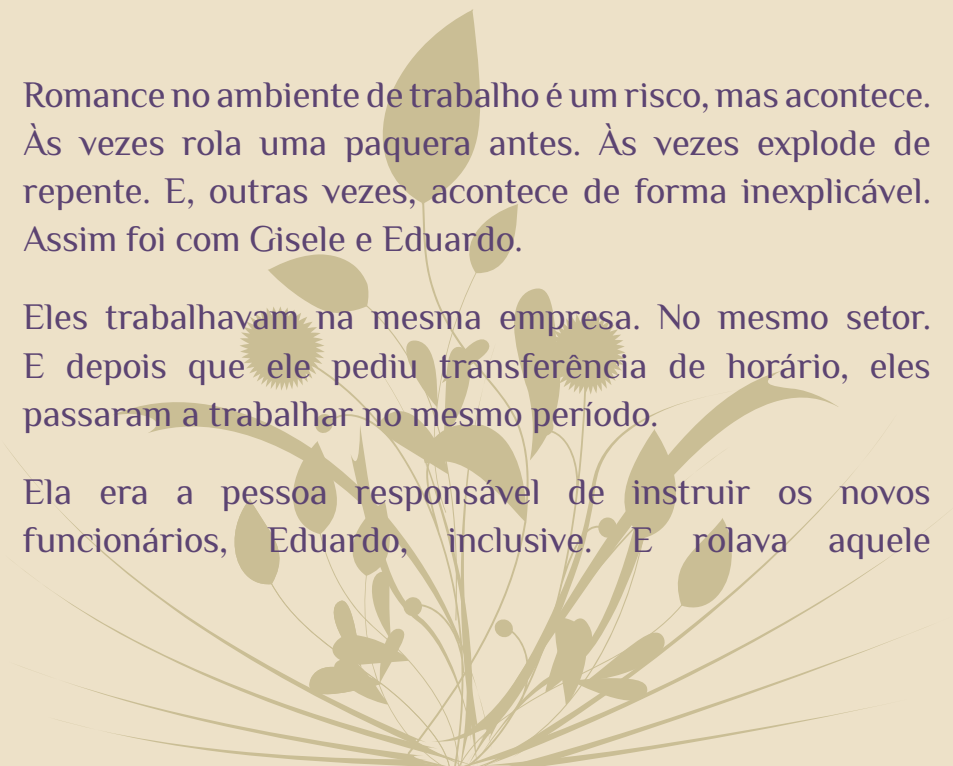 Romance no ambiente de trabalho é um risco, mas acontece.
Às vezes rola uma paquera antes. Às vezes explode de
repente. E, outras vezes, acontece de forma inexplicável.
Assim foi com Gisele e Eduardo.
Eles trabalhavam na mesma empresa. No mesmo setor.
E depois que ele pediu transferência de horário, eles
passaram a trabalhar no mesmo período.
Ela era a pessoa responsável de instruir os novos
funcionários, Eduardo, inclusive. E rolava aquele